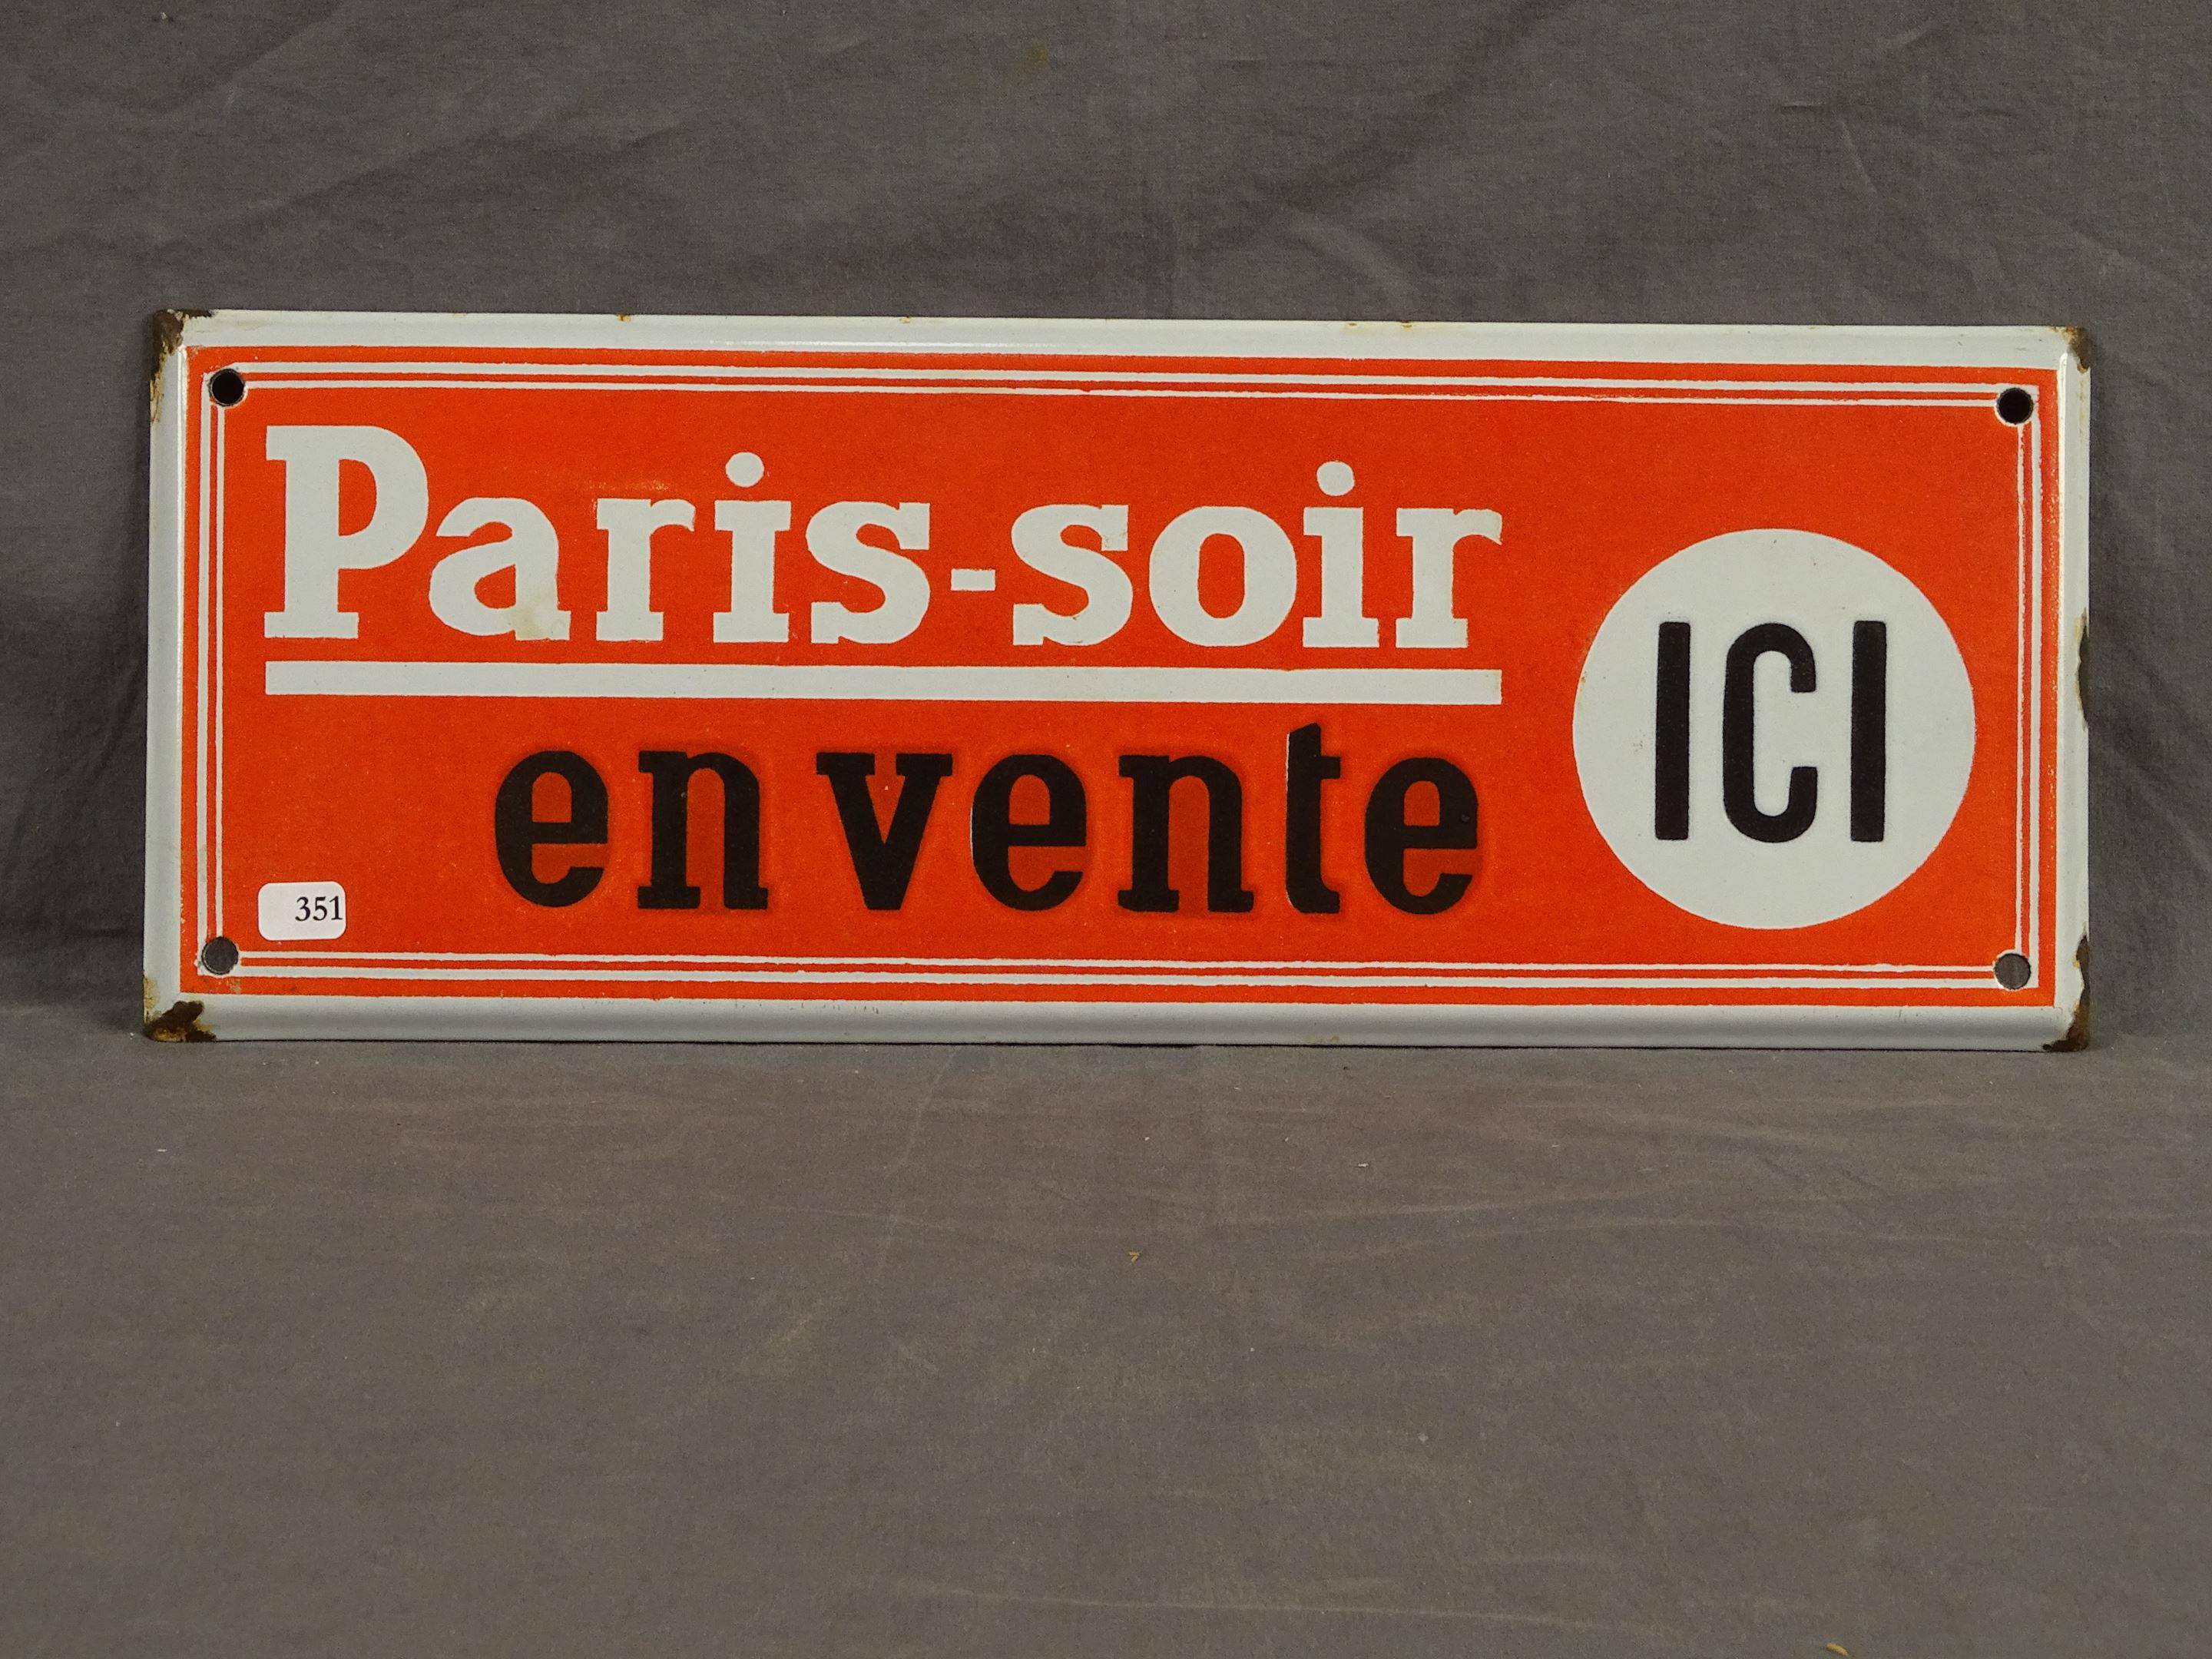 Paris-soir
en vente
ICI
351